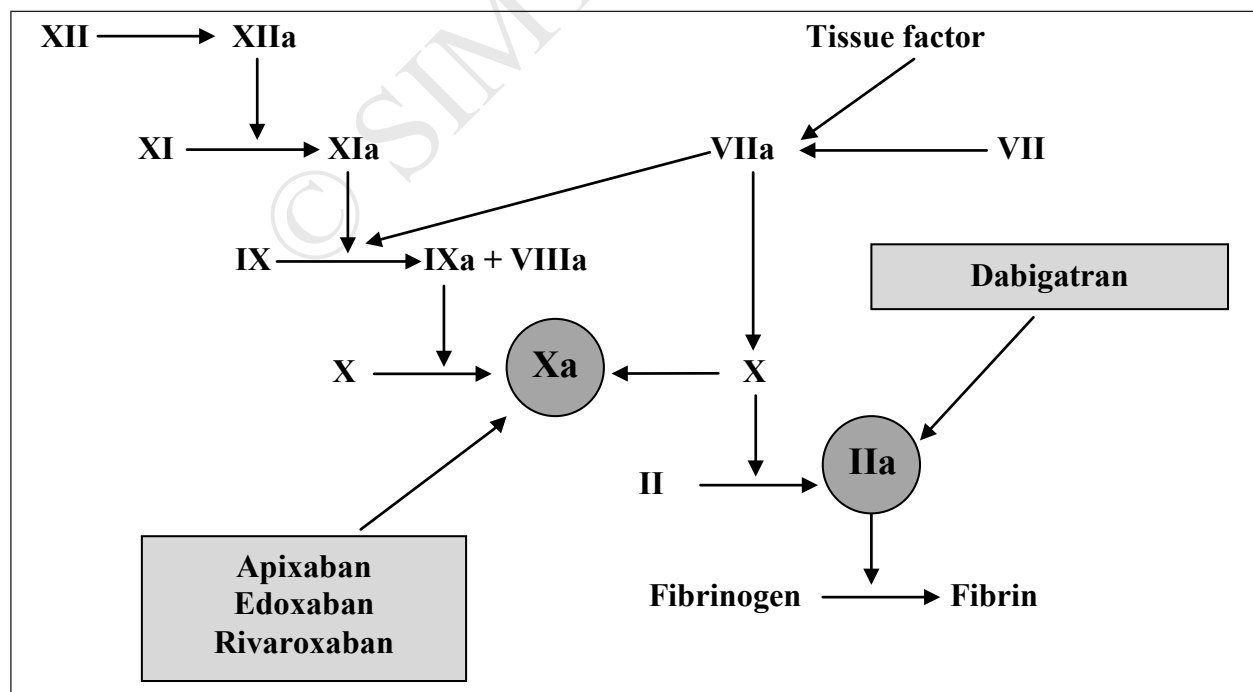 © SIM
XII XIIa Tissue factor
XI XIa VIIa VII
IX IXa + VIIIa
Dabigatran
X Xa X
II IIa
Apixaban
Edoxaban
Rivaroxaban
Fibrinogen Fibrin